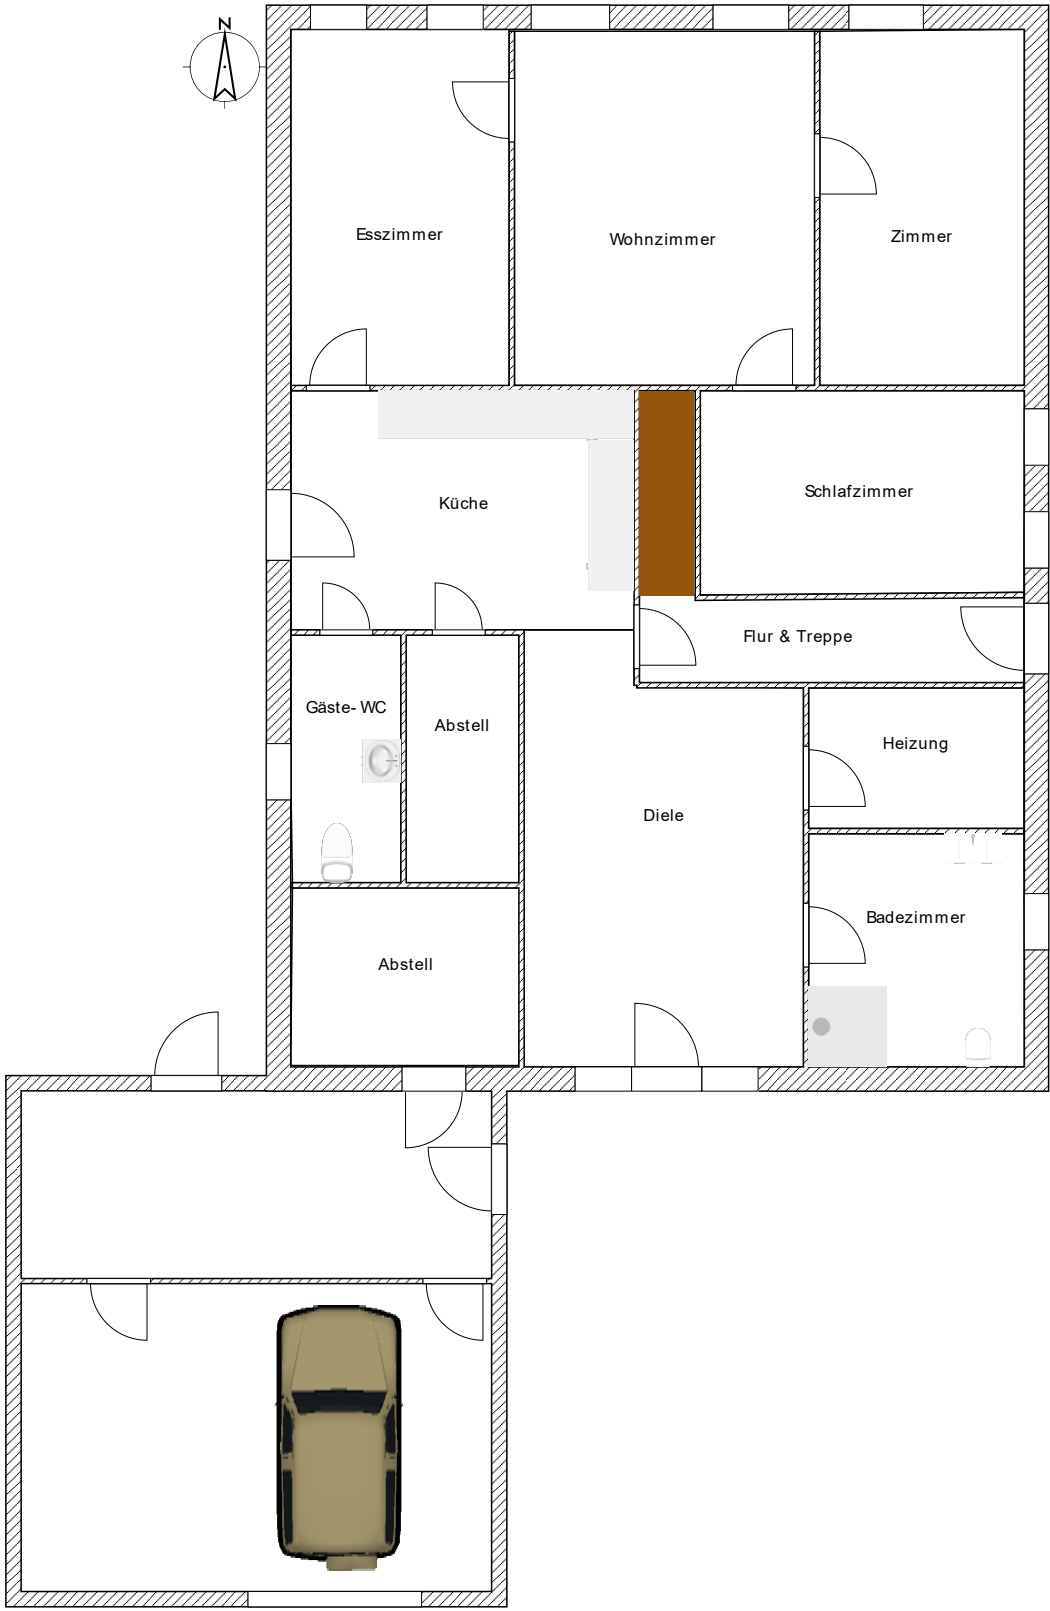 N
Esszimmer
Wohnzimmer
Zimmer
Küche
Schlafzimmer
Flur & Treppe
Gäste- WC
Abstell
Heizung
Diele
Badezimmer
Abstell